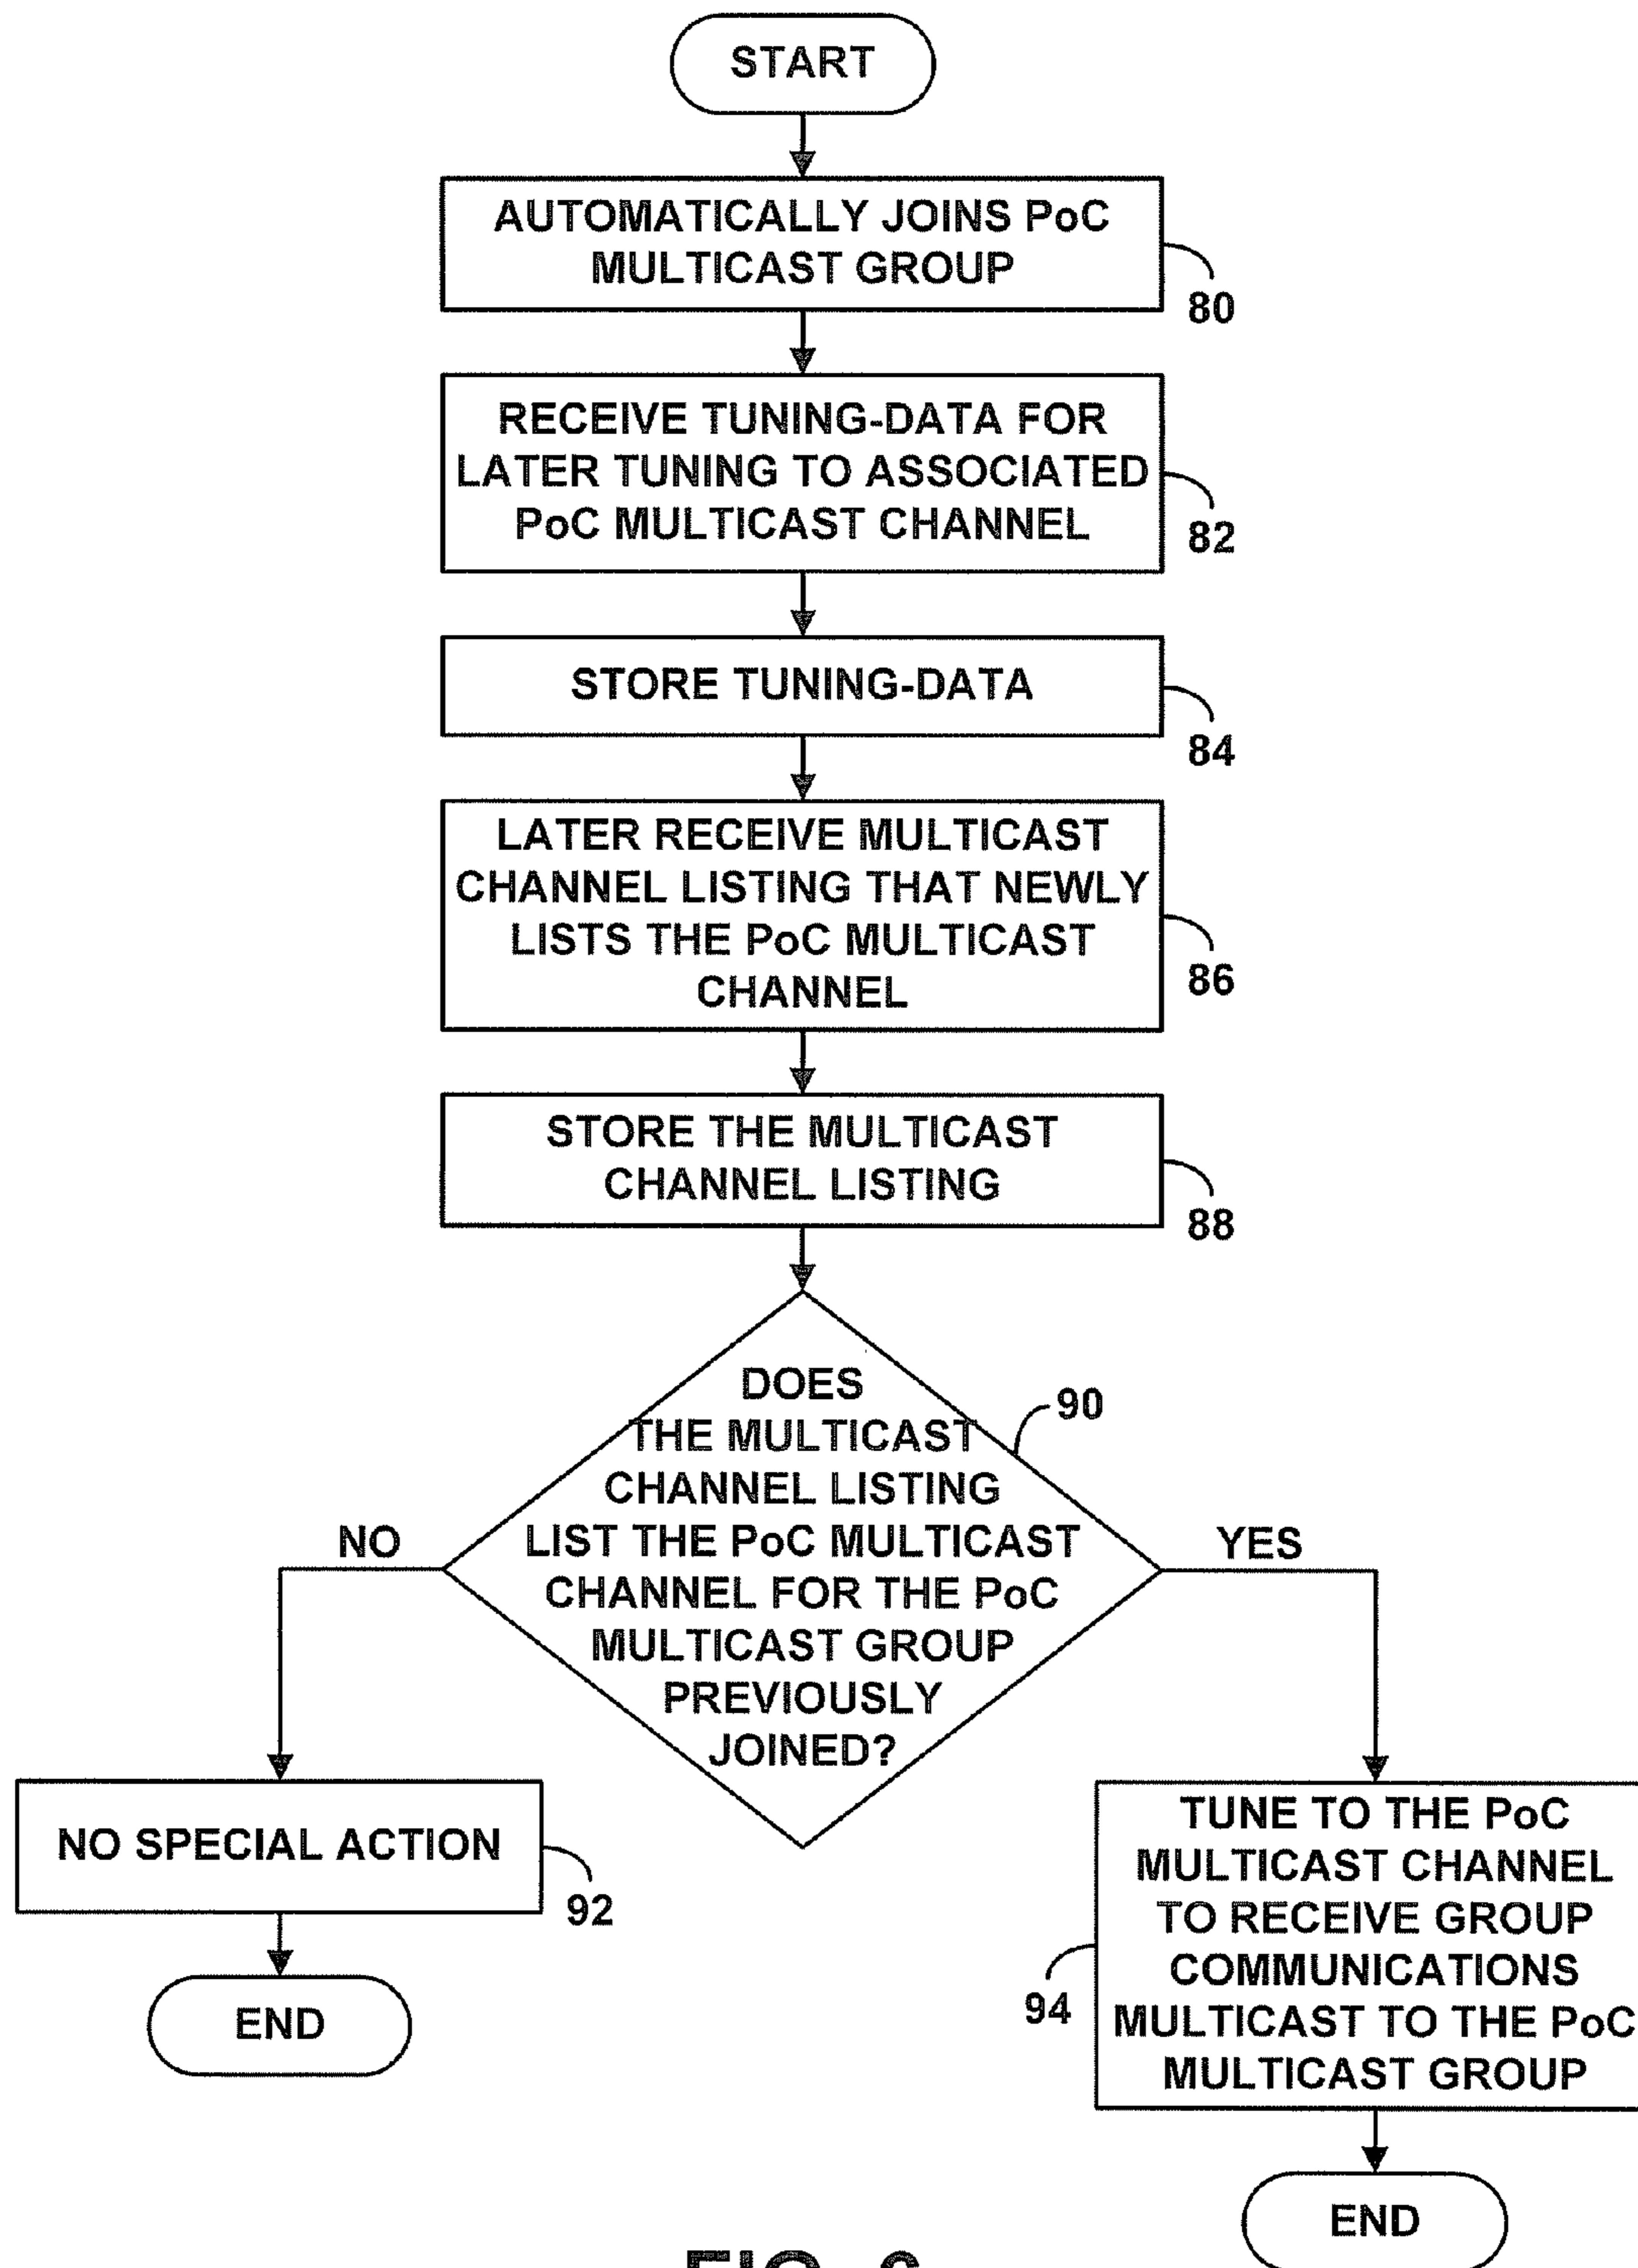 START
AUTOMATICALLY JOINS PoC
MULTICAST GROUP
80
RECEIVE TUNING-DATA FOR
LATER TUNING TO ASSOCIATED
PoC MULTICAST CHANNEL
82
STORE TUNING-DATA
84
LATER RECEIVE MULTICAST
CHANNEL LISTING THAT NEWLY
LISTS THE PoC MULTICAST
CHANNEL
86
STORE THE MULTICAST
CHANNEL LISTING
88
DOES
THE MULTICAST
CHANNEL LISTING
LIST THE PoC MULTICAST
CHANNEL FOR THE PoC
MULTICAST GROUP
PREVIOUSLY
JOINED?
90
NO
YES
NO SPECIAL ACTION
92
END
TUNE TO THE PoC
MULTICAST CHANNEL
TO RECEIVE GROUP
COMMUNICATIONS
MULTICAST TO THE PoC
MULTICAST GROUP
94
END
FIG.